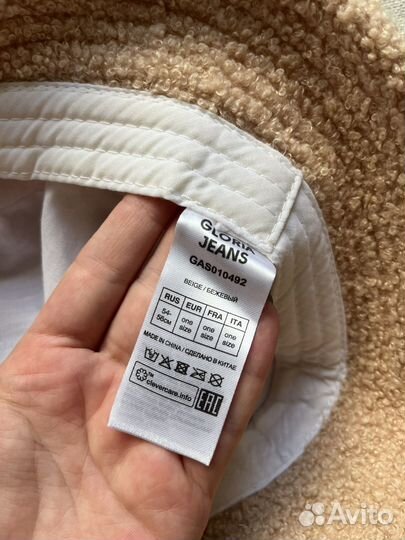 GLORIA
JEANS
GAS010492
BEIGE/БЕЖЕВЫЙ
RUS EUR FRA ITA
54-56см one size one size one size
MADE IN CHINA/СДЕЛАНО В КИТАЕ
TM
clevercare.info
EAC
Avito